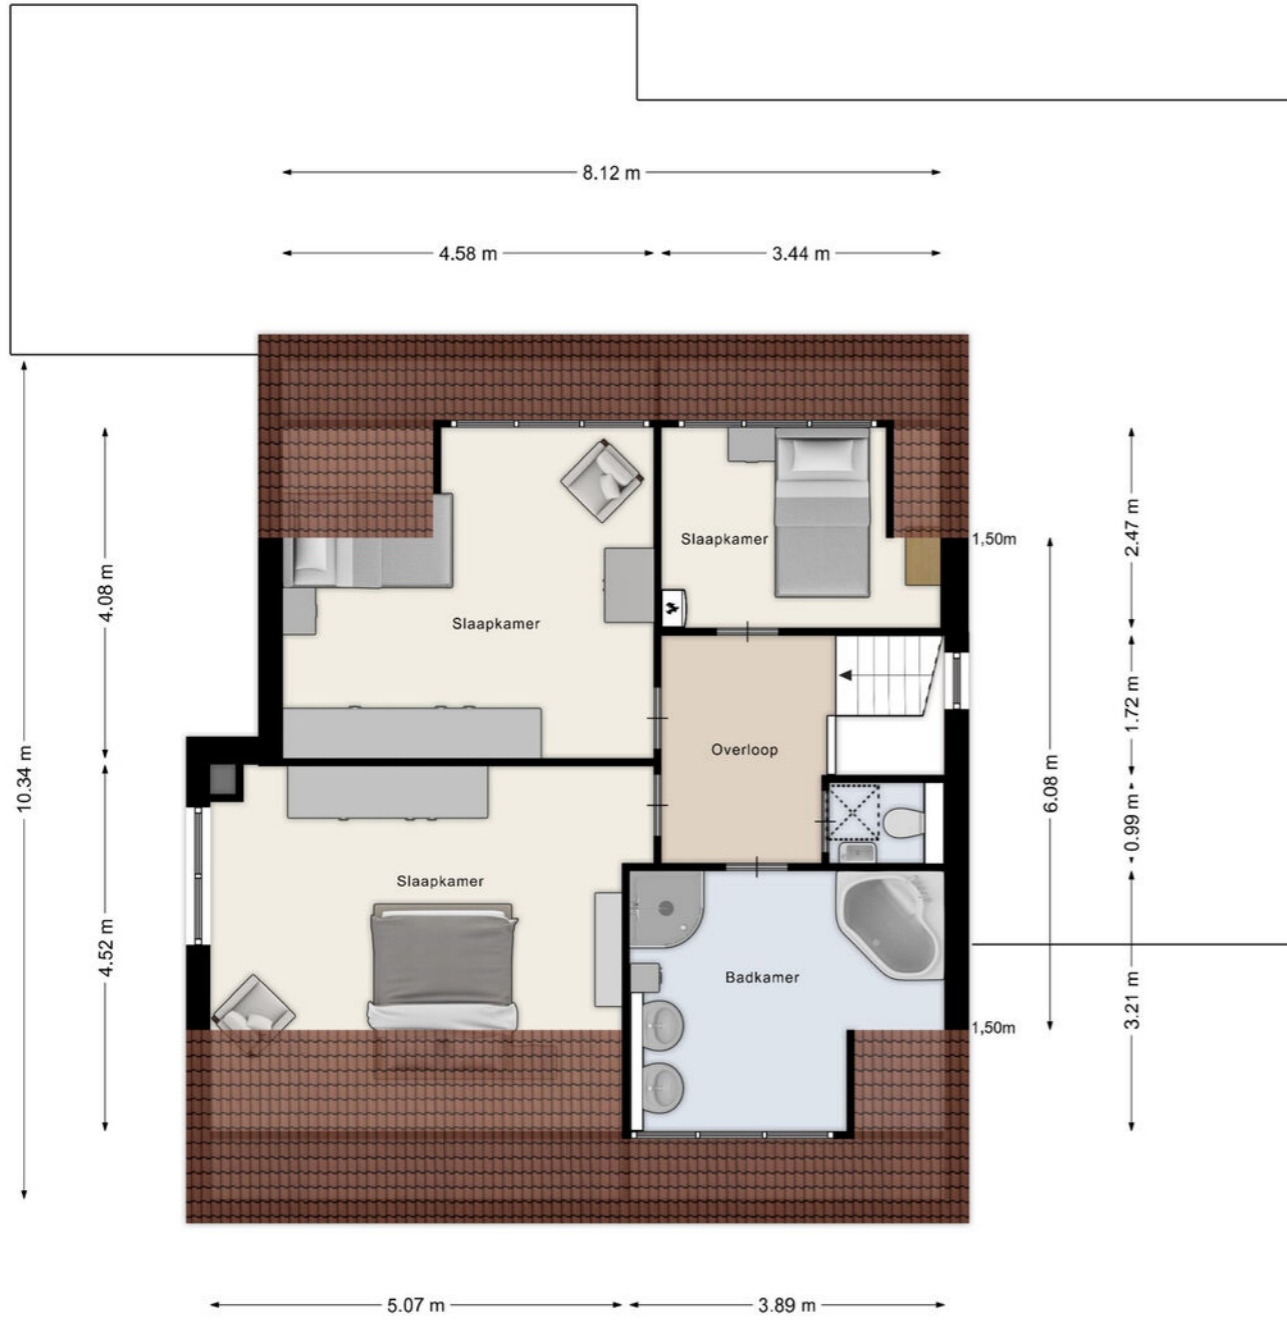 8.12 m
4.58 m
3.44 m
Slaapkamer
1,50m
2.47 m
4.08 m
Slaapkamer
1.72 m
10.34 m
Overloop
6.08 m
0.99 m
Slaapkamer
4.52 m
Badkamer
3.21 m
1,50m
5.07 m
3.89 m